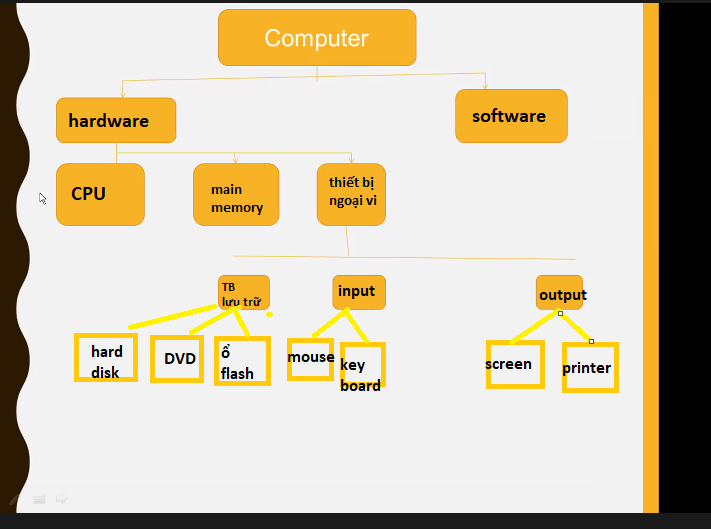 Computer
hardware
software
CPU
main
memory
thiết bị
ngoại vi
TB
lưu trữ
input
output
hard
disk
DVD
ổ
flash
mouse
key
board
screen
printer